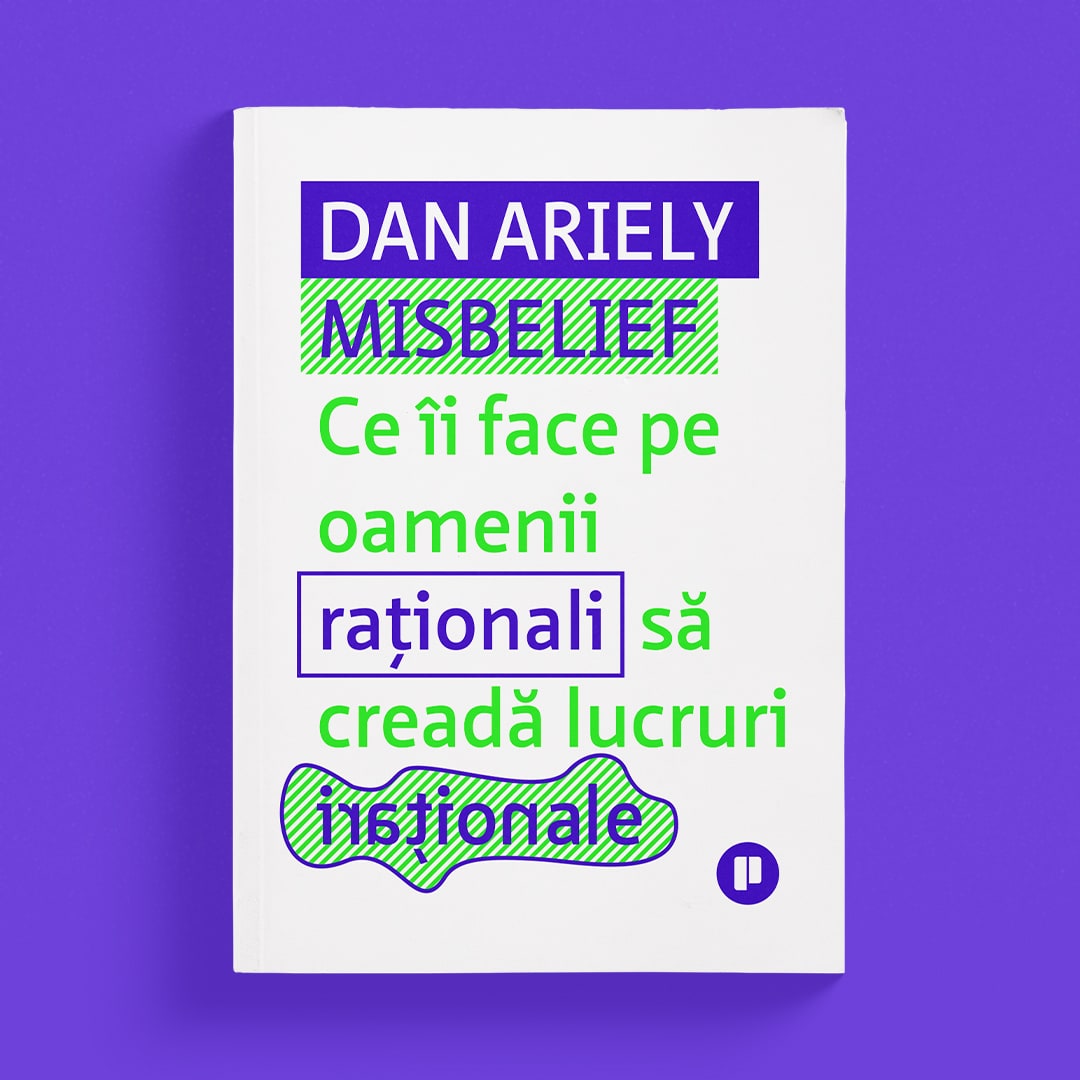 DAN ARIELY
MISBELIEF
Ce îi face pe
oamenii
raționali să
creadă lucruri
iraționale